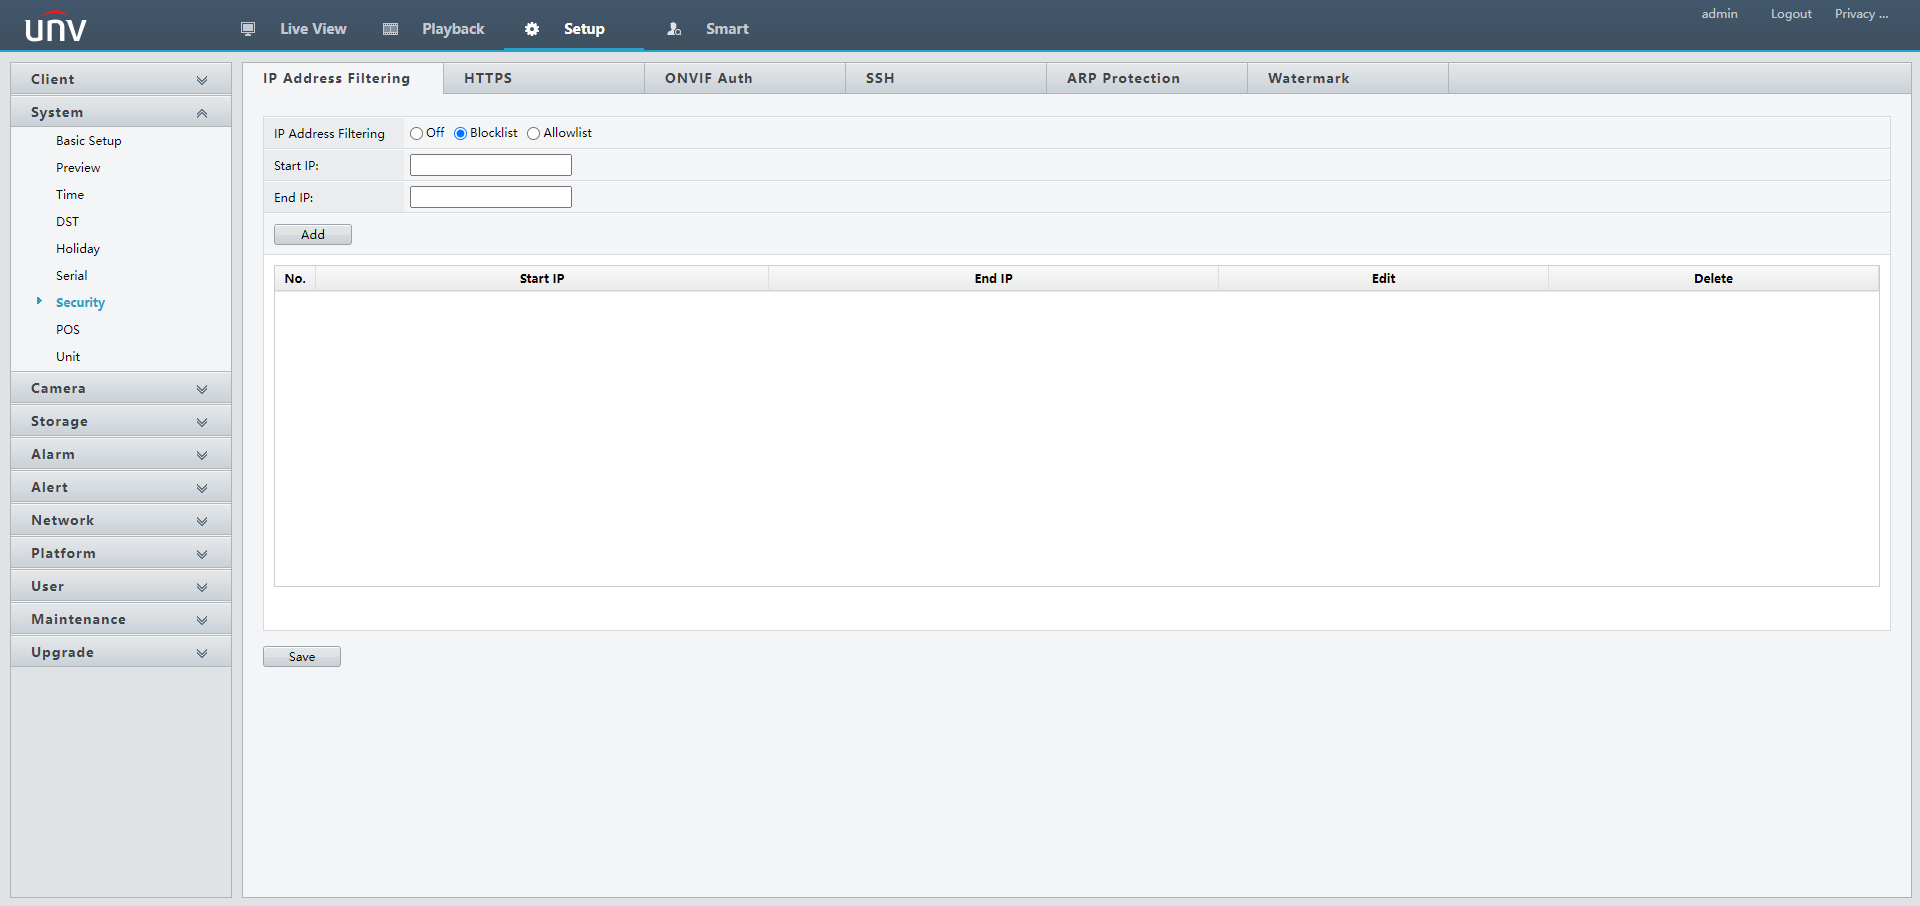 unv
Live View
Playback
Setup
Smart
admin
Logout
Privacy ...
Client
System
Basic Setup
Preview
Time
DST
Holiday
Serial
Security
POS
Unit
Camera
Storage
Alarm
Alert
Network
Platform
User
Maintenance
Upgrade
IP Address Filtering
HTTPS
ONVIF Auth
SSH
ARP Protection
Watermark
IP Address Filtering Off Blocklist Allowlist
Start IP:
End IP:
Add
No. Start IP End IP Edit Delete
Save